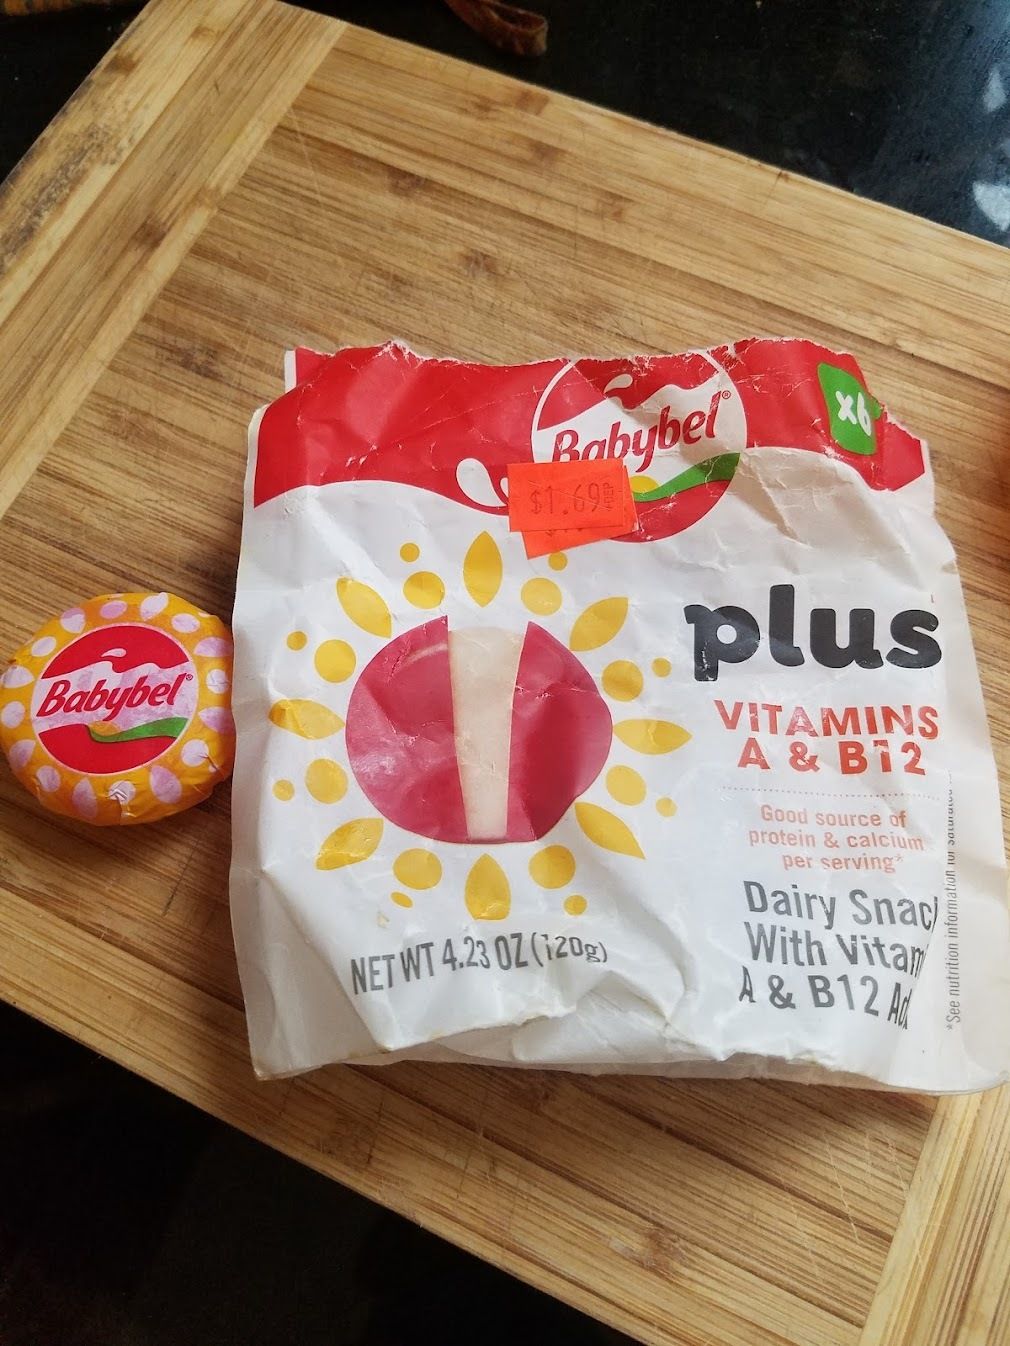 Babybel®
x6
Babybel®
$1.69
DEP
plus
VITAMINS
A & B12
Good source of
protein & calcium
per serving*
Dairy Snac
With Vitam
A & B12 Ad
NET WT 4.23 OZ (120g)
*See nutrition information for saturated